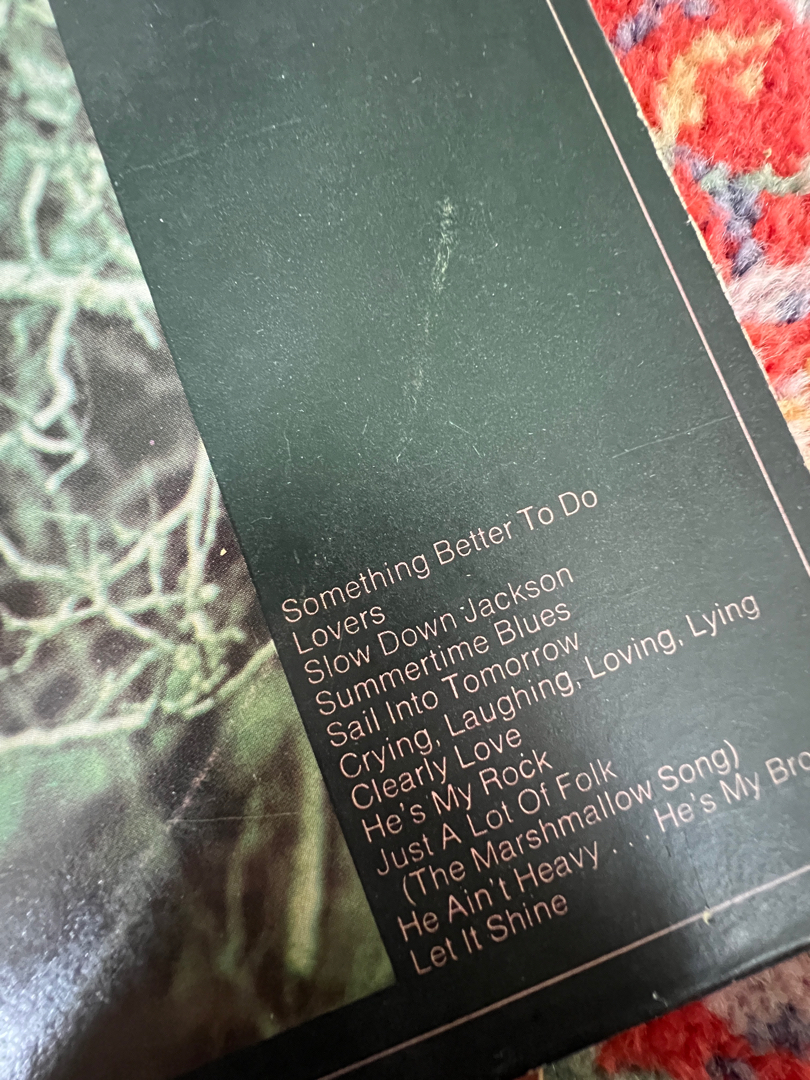 Something Better To Do
Lovers
Slow Down Jackson
Summertime Blues
Sail Into Tomorrow
Crying, Laughing, Loving, Lying
Clearly Love
He's My Rock
Just A Lot Of Folk
(The Marshmallow Song)
He Ain't Heavy . . . He's My Bro
Let It Shine